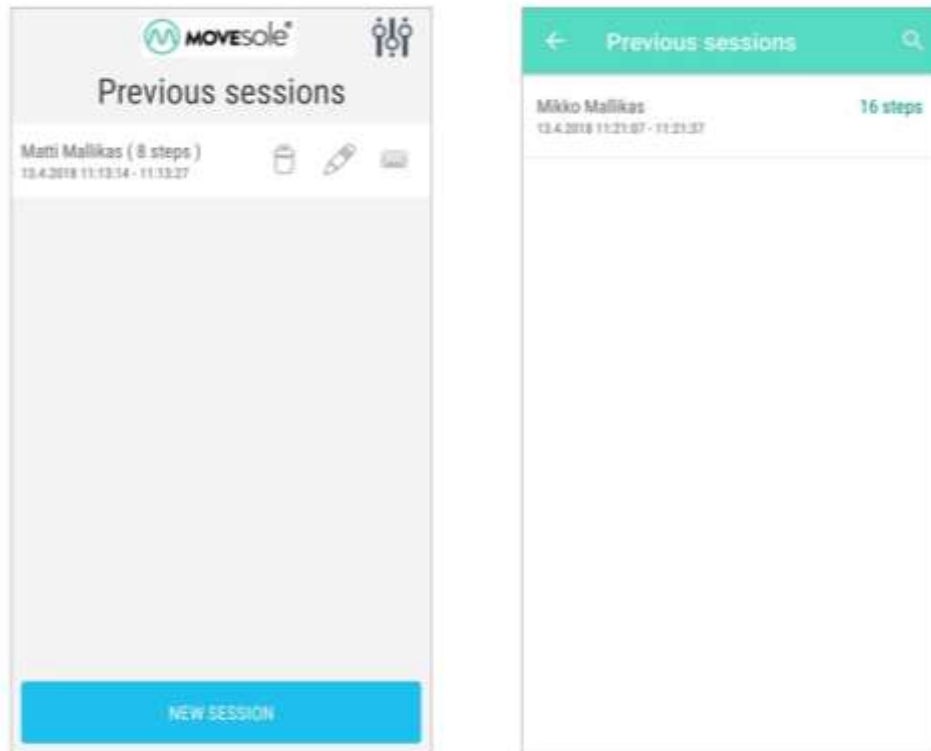 MOVESOLE®
Previous sessions
Matti Mallikas ( 8 steps )
13.4.2018 11:13:14 - 11:13:27
NEW SESSION
Previous sessions
Mikko Mallikas
16 steps
13.4.2018 11:21:07 - 11:21:37